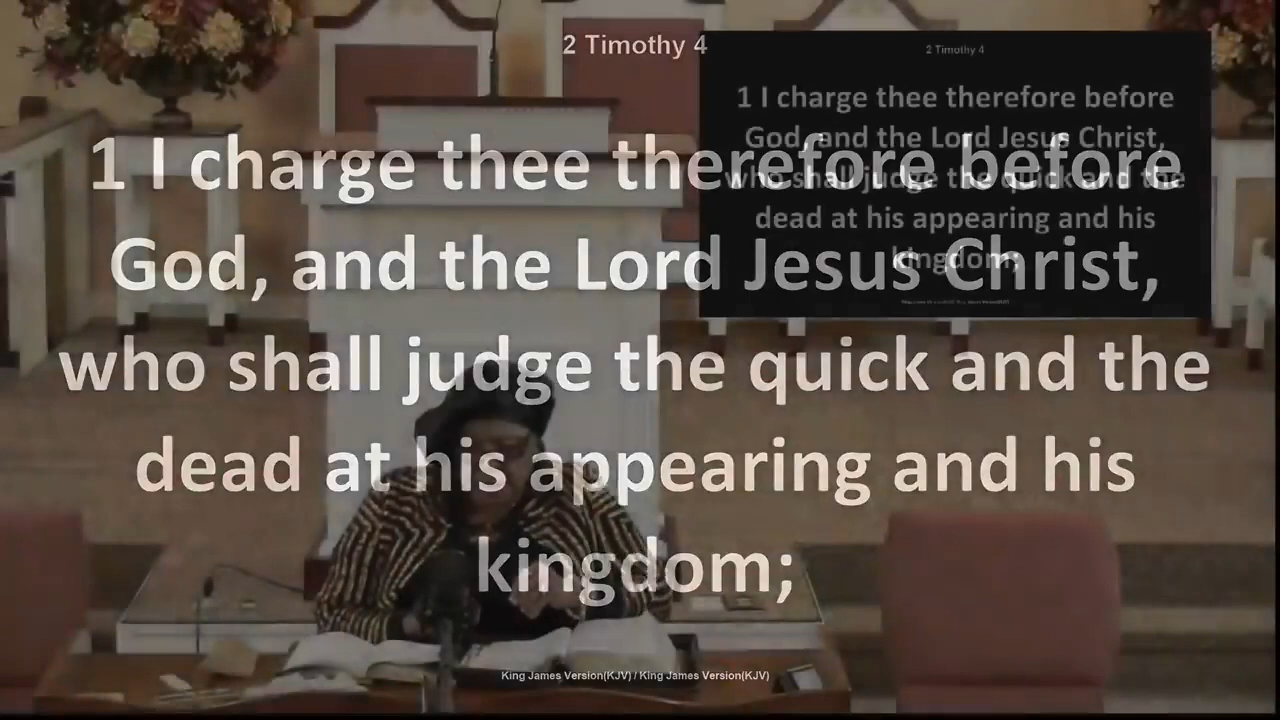 2 Timothy 4
1 I charge thee therefore before
God, and the Lord Jesus Christ,
who shall judge the quick and the
dead at his appearing and his
kingdom;
King James Version(KJV) / King James Version(KJV)
2 Timothy 4
1 I charge thee therefore before
God, and the Lord Jesus Christ,
who shall judge the quick and the
dead at his appearing and his
kingdom;